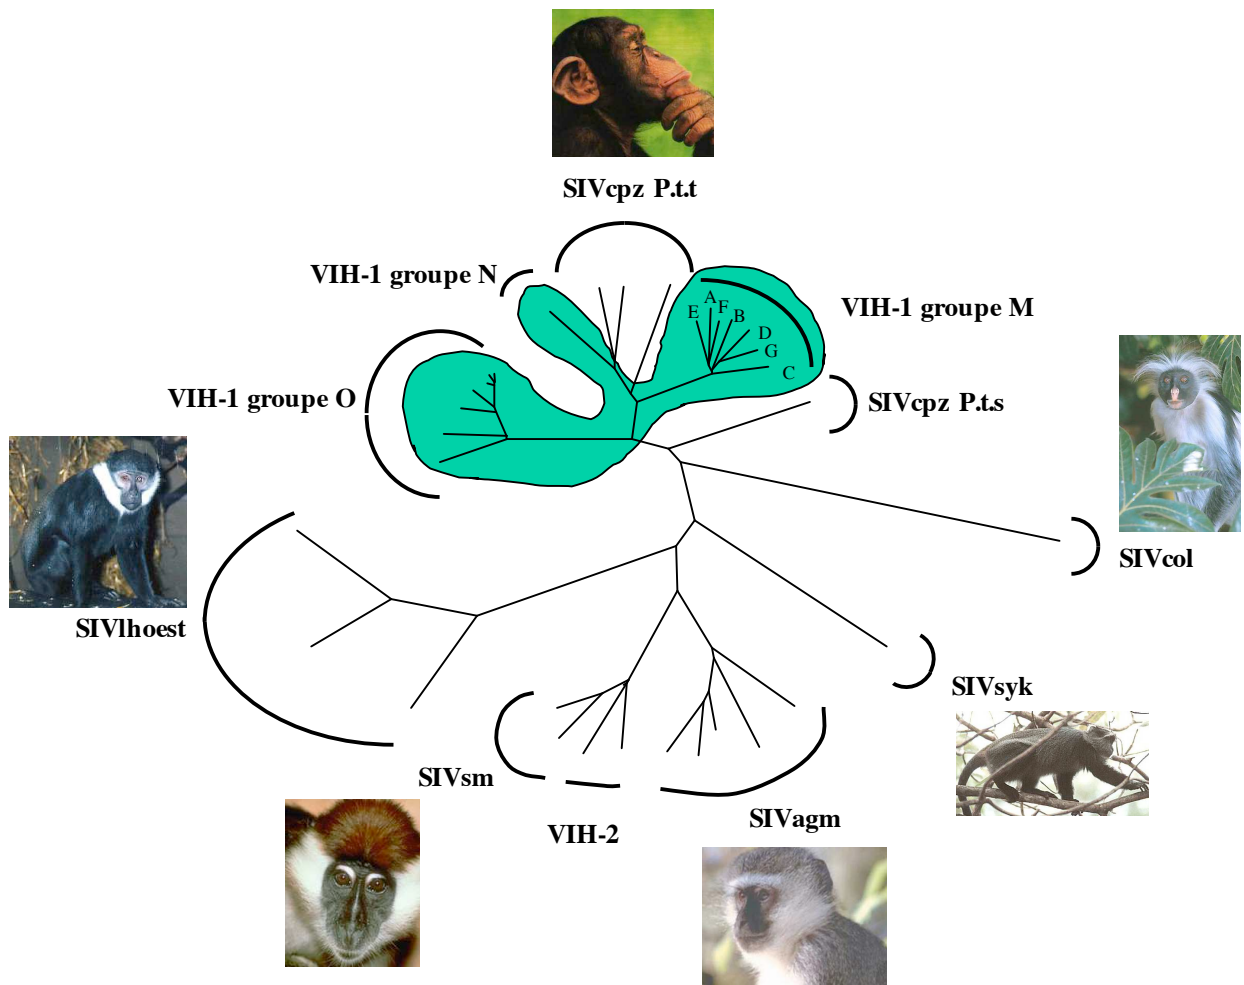 SIVcpz P.t.t
VIH-1 groupe N
VIH-1 groupe M
A
E
F
B
D
G
C
VIH-1 groupe O
SIVcpz P.t.s
SIVcol
SIVlhoest
SIVsyk
SIVsm
SIVagm
VIH-2